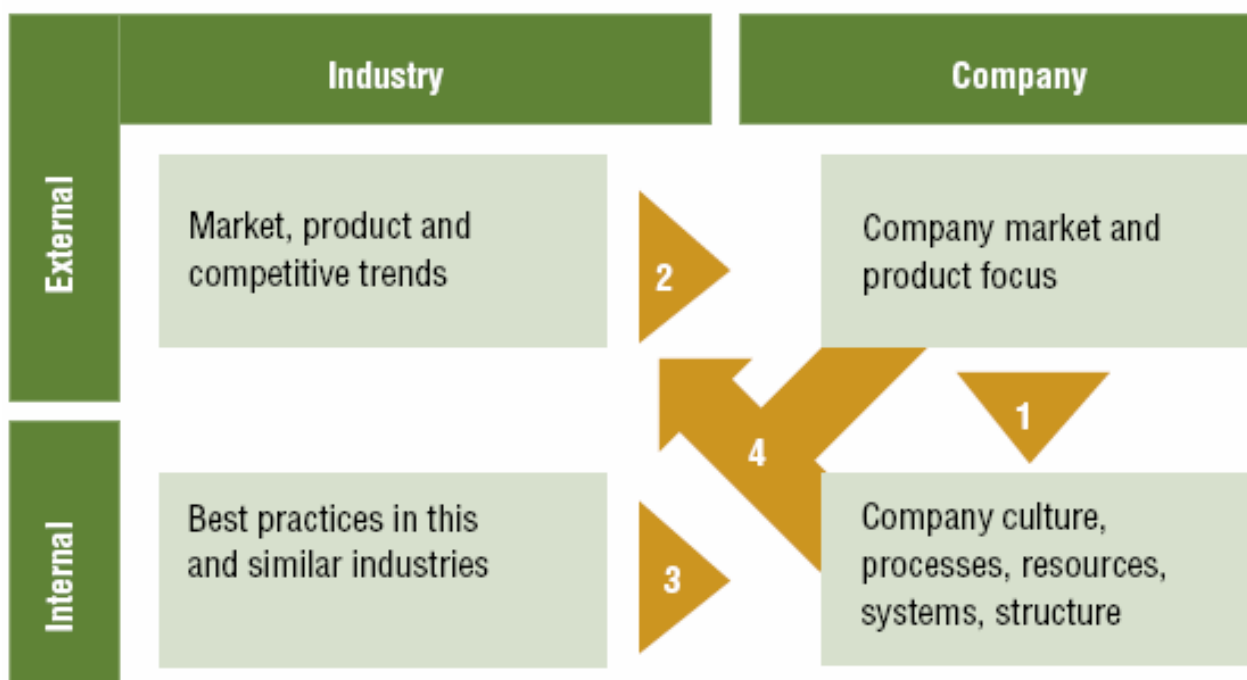 Industry
Company
External
Market, product and
competitive trends
2
Company market and
product focus
1
4
Internal
Best practices in this
and similar industries
3
Company culture,
processes, resources,
systems, structure